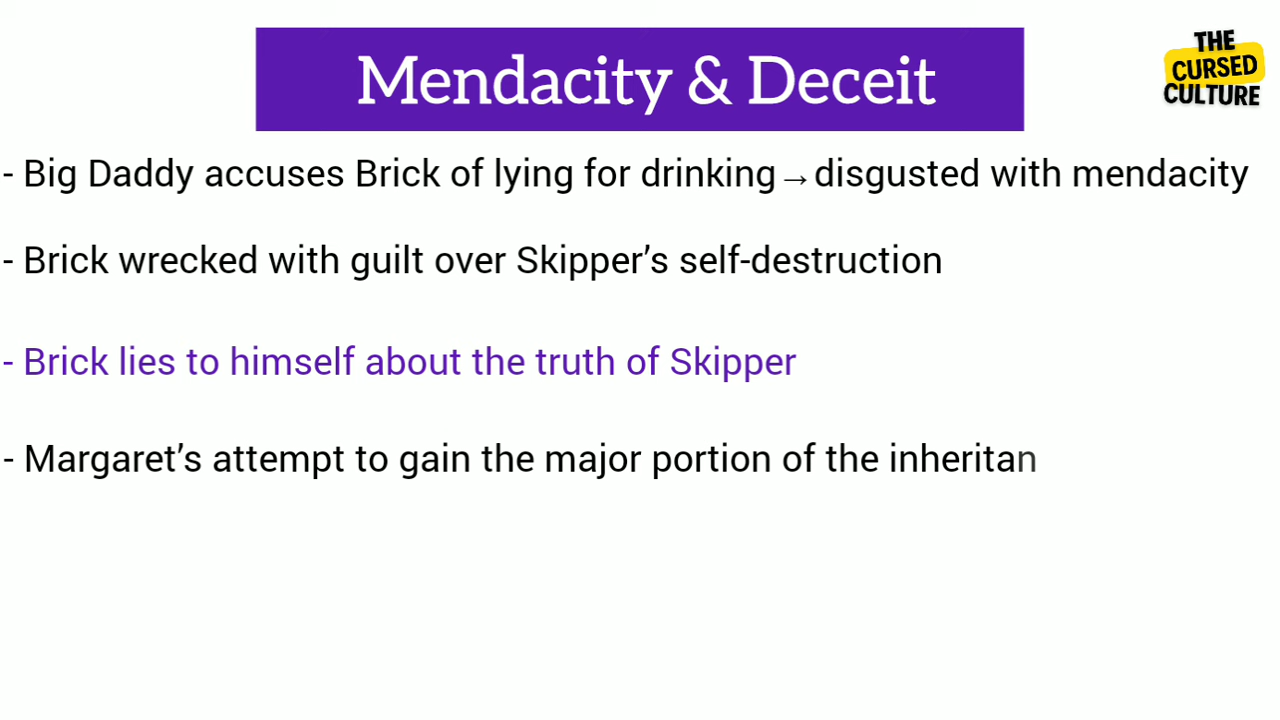 Mendacity & Deceit
THE
CURSED
CULTURE
- Big Daddy accuses Brick of lying for drinking→disgusted with mendacity
- Brick wrecked with guilt over Skipper’s self-destruction
- Brick lies to himself about the truth of Skipper
- Margaret’s attempt to gain the major portion of the inheritan